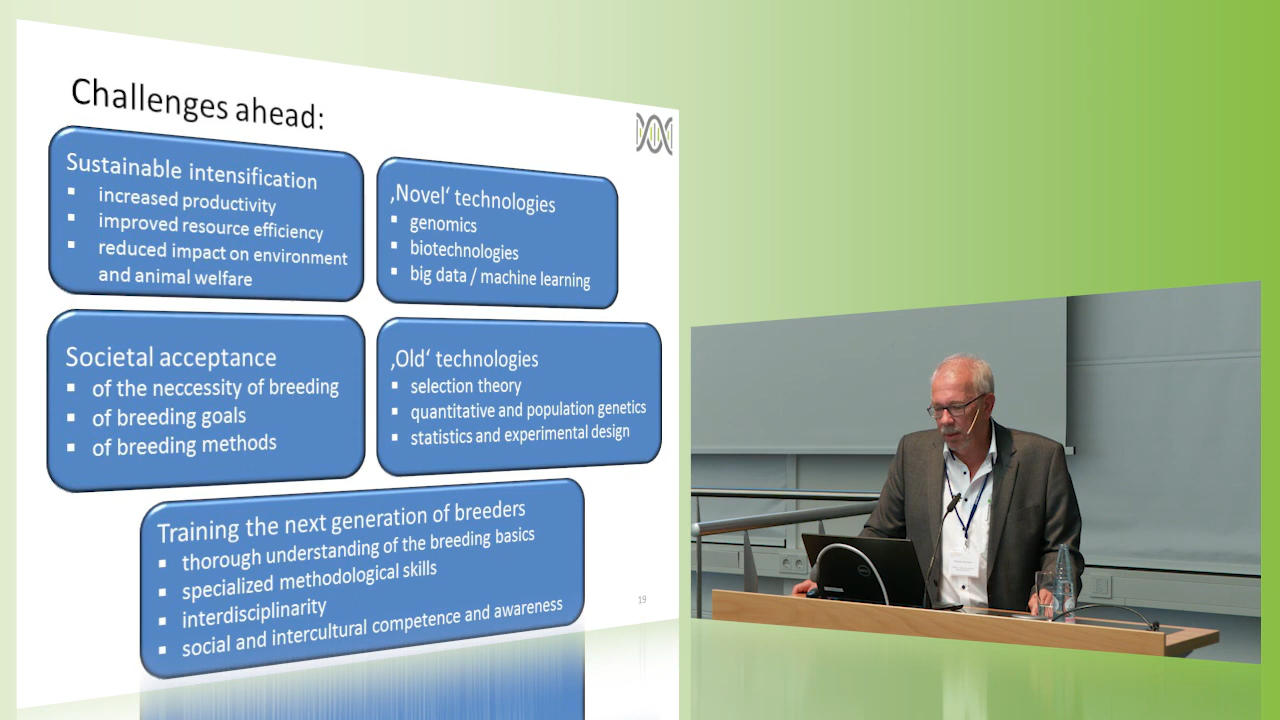 Challenges ahead:
Sustainable intensification
▪ increased productivity
▪ improved resource efficiency
▪ reduced impact on environment
and animal welfare
‚Novel‘ technologies
▪ genomics
▪ biotechnologies
▪ big data / machine learning
Societal acceptance
▪ of the neccessity of breeding
▪ of breeding goals
▪ of breeding methods
‚Old‘ technologies
▪ selection theory
▪ quantitative and population genetics
▪ statistics and experimental design
Training the next generation of breeders
▪ thorough understanding of the breeding basics
▪ specialized methodological skills
▪ interdisciplinarity
▪ social and intercultural competence and awareness
19